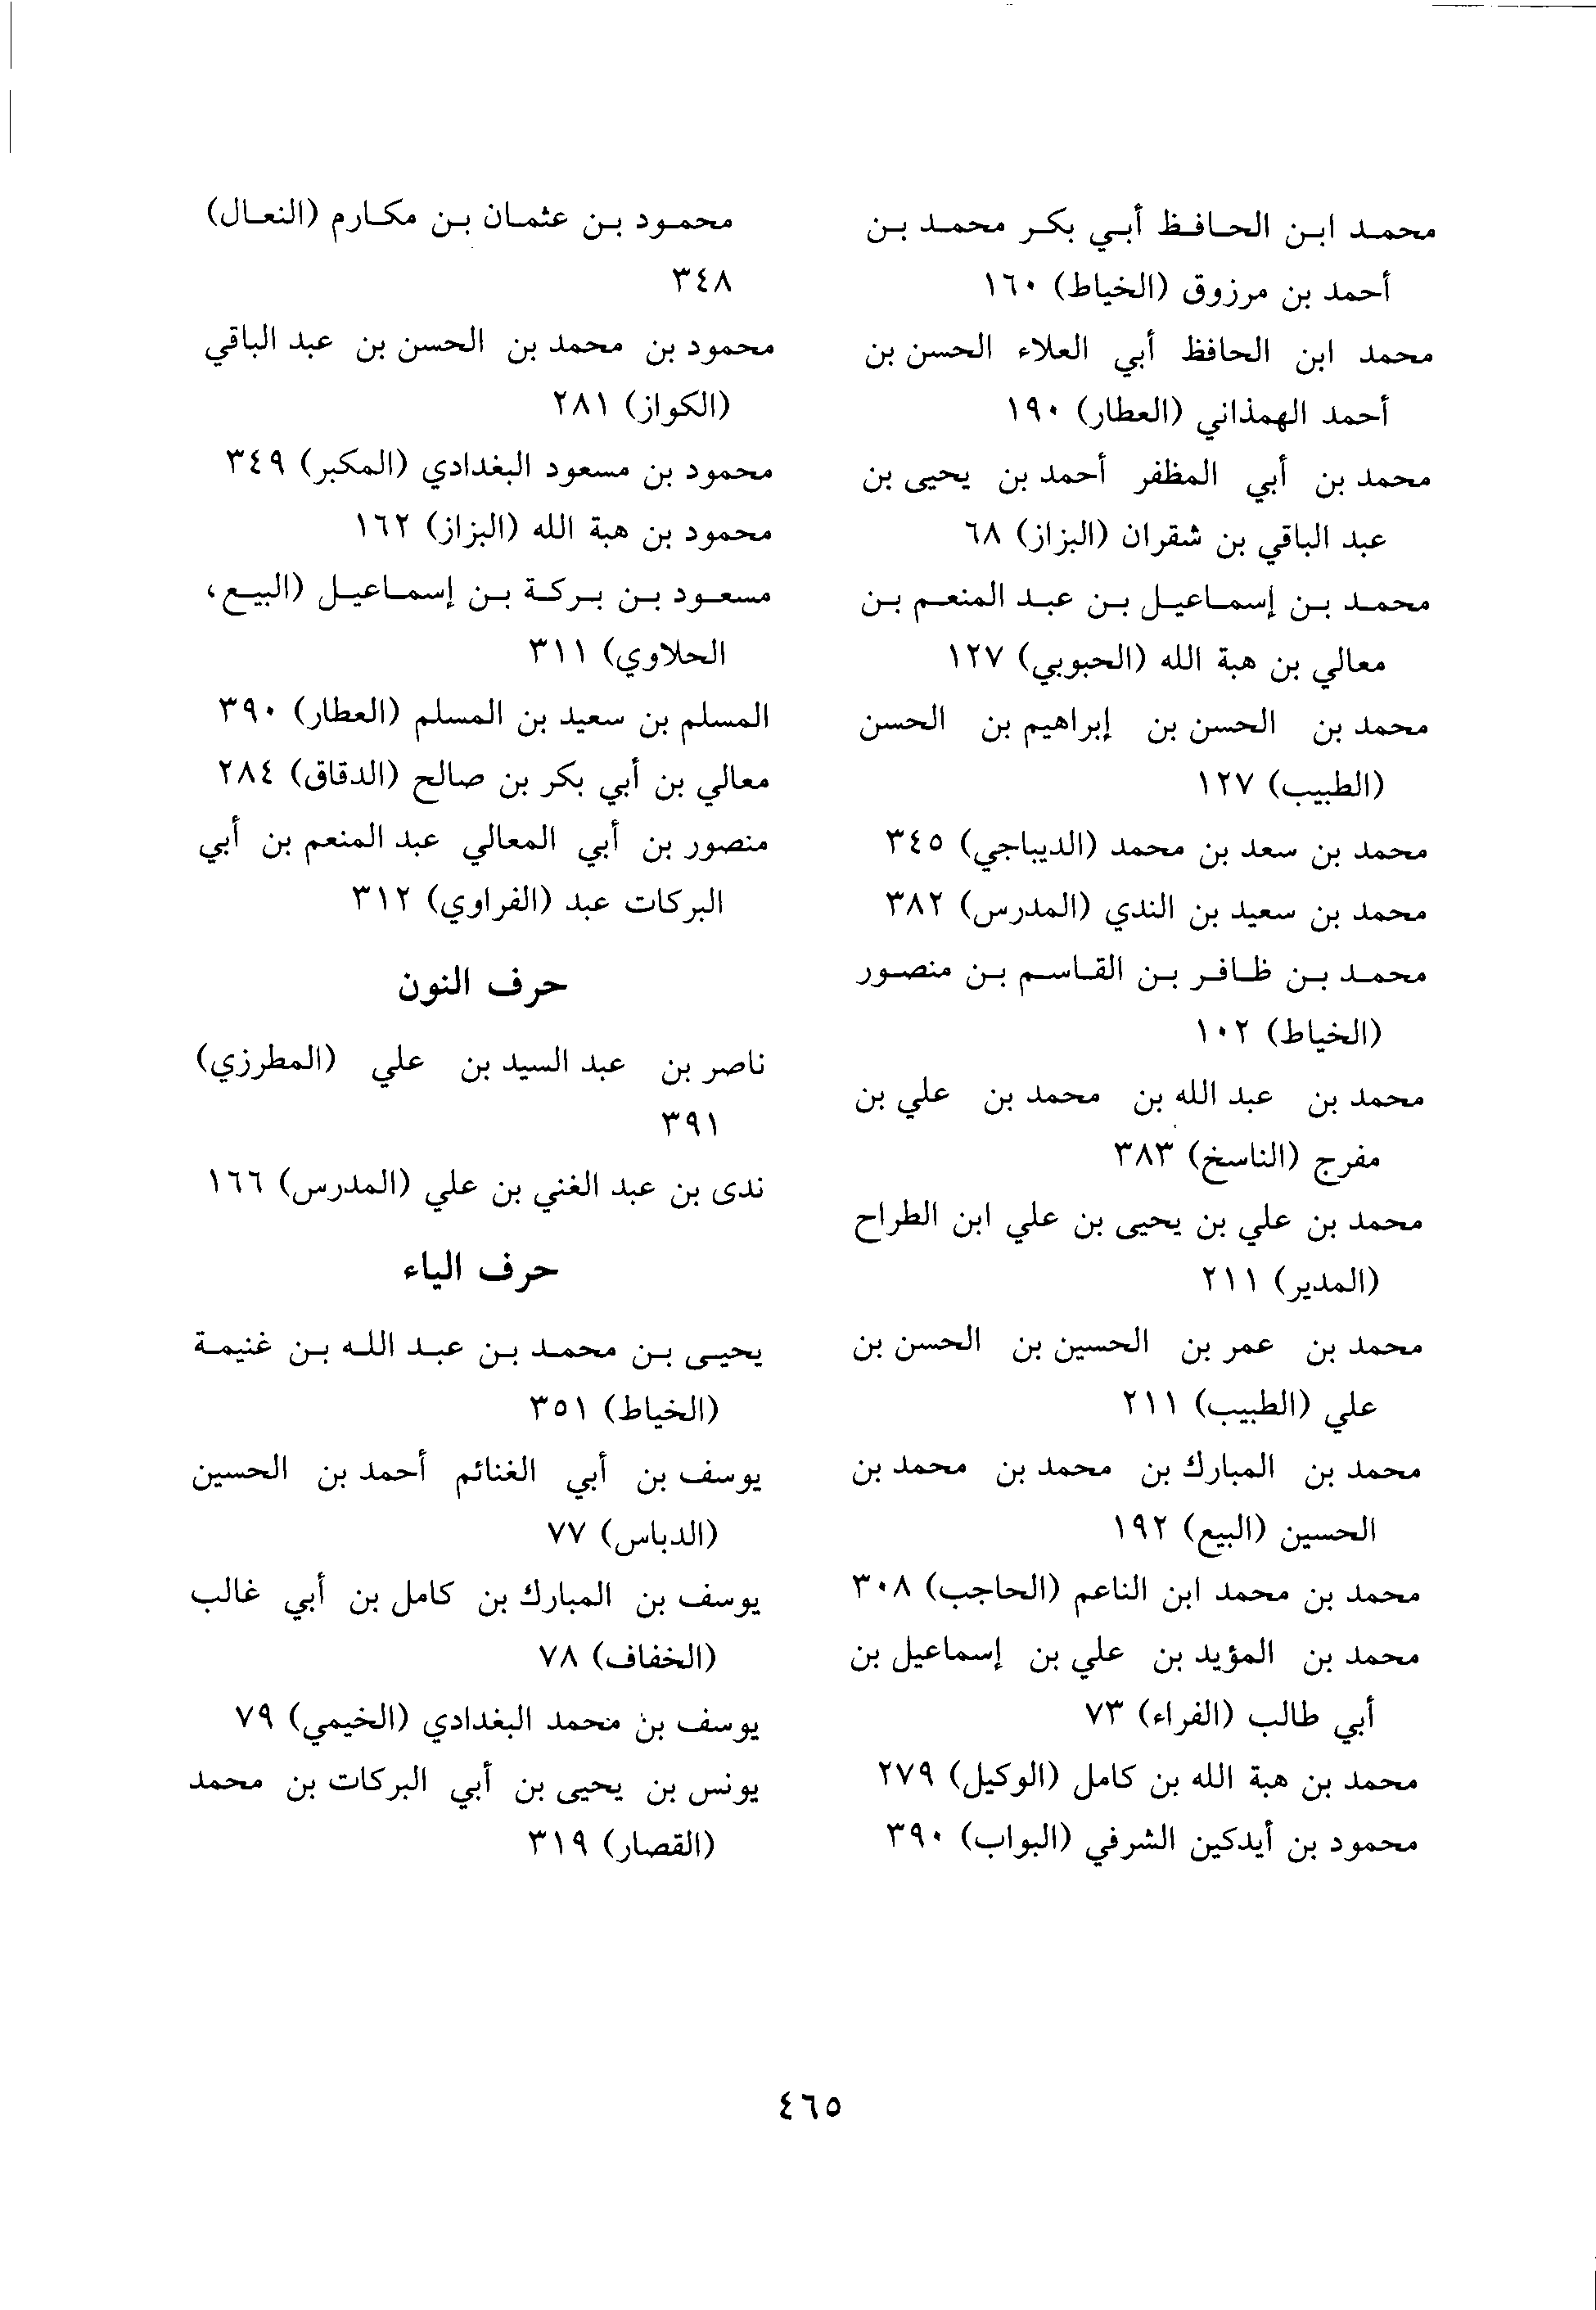 محمد ابن الحافظ أبي بكر محمد بن
أحمد بن مرزوق (الخياط) ١٦٠
محمد ابن الحافظ أبي العلاء الحسن بن
أحمد الهمذاني (العطار) ١٩٠
محمد بن أبي المظفر أحمد بن يحيى بن
عبد الباقي بن شقران (البزاز) ٦٨
محمد بن إسماعيل بن عبد المنعم بن
معالي بن هبة الله (الحبوبي) ١٢٧
محمد بن الحسن بن إبراهيم بن الحسن
(الطبيب) ١٢٧
محمد بن سعد بن محمد (الديباجي) ٣٤٥
محمد بن سعيد بن الندي (المدرس) ٣٨٢
محمد بن ظافر بن القاسم بن منصور
(الخياط) ١٠٢
محمد بن عبد الله بن محمد بن علي بن
مفرج (الناسخ) ٣٨٣
محمد بن علي بن يحيى بن علي ابن الطراح
(المدير) ٢١١
محمد بن عمر بن الحسين بن الحسن بن
علي (الطبيب) ٢١١
محمد بن المبارك بن محمد بن محمد بن
الحسين (البيع) ١٩٢
محمد بن محمد ابن الناعم (الحاجب) ٣٠٨
محمد بن المؤيد بن علي بن إسماعيل بن
أبي طالب (الفراء) ٧٣
محمد بن هبة الله بن كامل (الوكيل) ٢٧٩
محمود بن أيدكين الشرفي (البواب) ٣٩٠
محمود بن عثمان بن مكارم (النعال)
٣٤٨
محمود بن محمد بن الحسن بن عبد الباقي
(الكواز) ٢٨١
محمود بن مسعود البغدادي (المكبر) ٣٤٩
محمود بن هبة الله (البزاز) ١٦٢
مسعود بن بركة بن إسماعيل (البيع،
الحلاوي) ٣١١
المسلم بن سعيد بن المسلم (العطار) ٣٩٠
معالي بن أبي بكر بن صالح (الدقاق) ٢٨٤
منصور بن أبي المعالي عبد المنعم بن أبي
البركات عبد (الفراوي) ٣١٢
حرف النون
ناصر بن عبد السيد بن علي (المطرزي)
٣٩١
ندى بن عبد الغني بن علي (المدرس) ١٦٦
حرف الياء
يحيى بن محمد بن عبد الله بن غنيمة
(الخياط) ٣٥١
يوسف بن أبي الغنائم أحمد بن الحسين
(الدباس) ٧٧
يوسف بن المبارك بن كامل بن أبي غالب
(الخفاف) ٧٨
يوسف بن محمد البغدادي (الخيمي) ٧٩
يونس بن يحيى بن أبي البركات بن محمد
(القصار) ٣١٩
٤٦٥